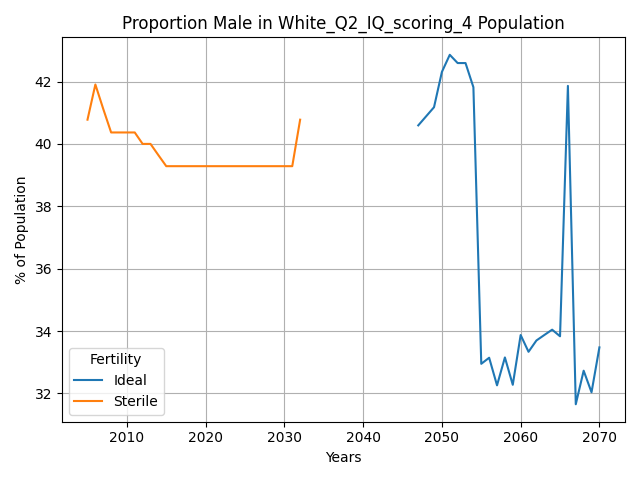 Proportion Male in White_Q2_IQ_scoring_4 Population
% of Population
42
40
38
36
34
32
Fertility
Ideal
Sterile
2010 2020 2030 2040 2050 2060 2070
Years